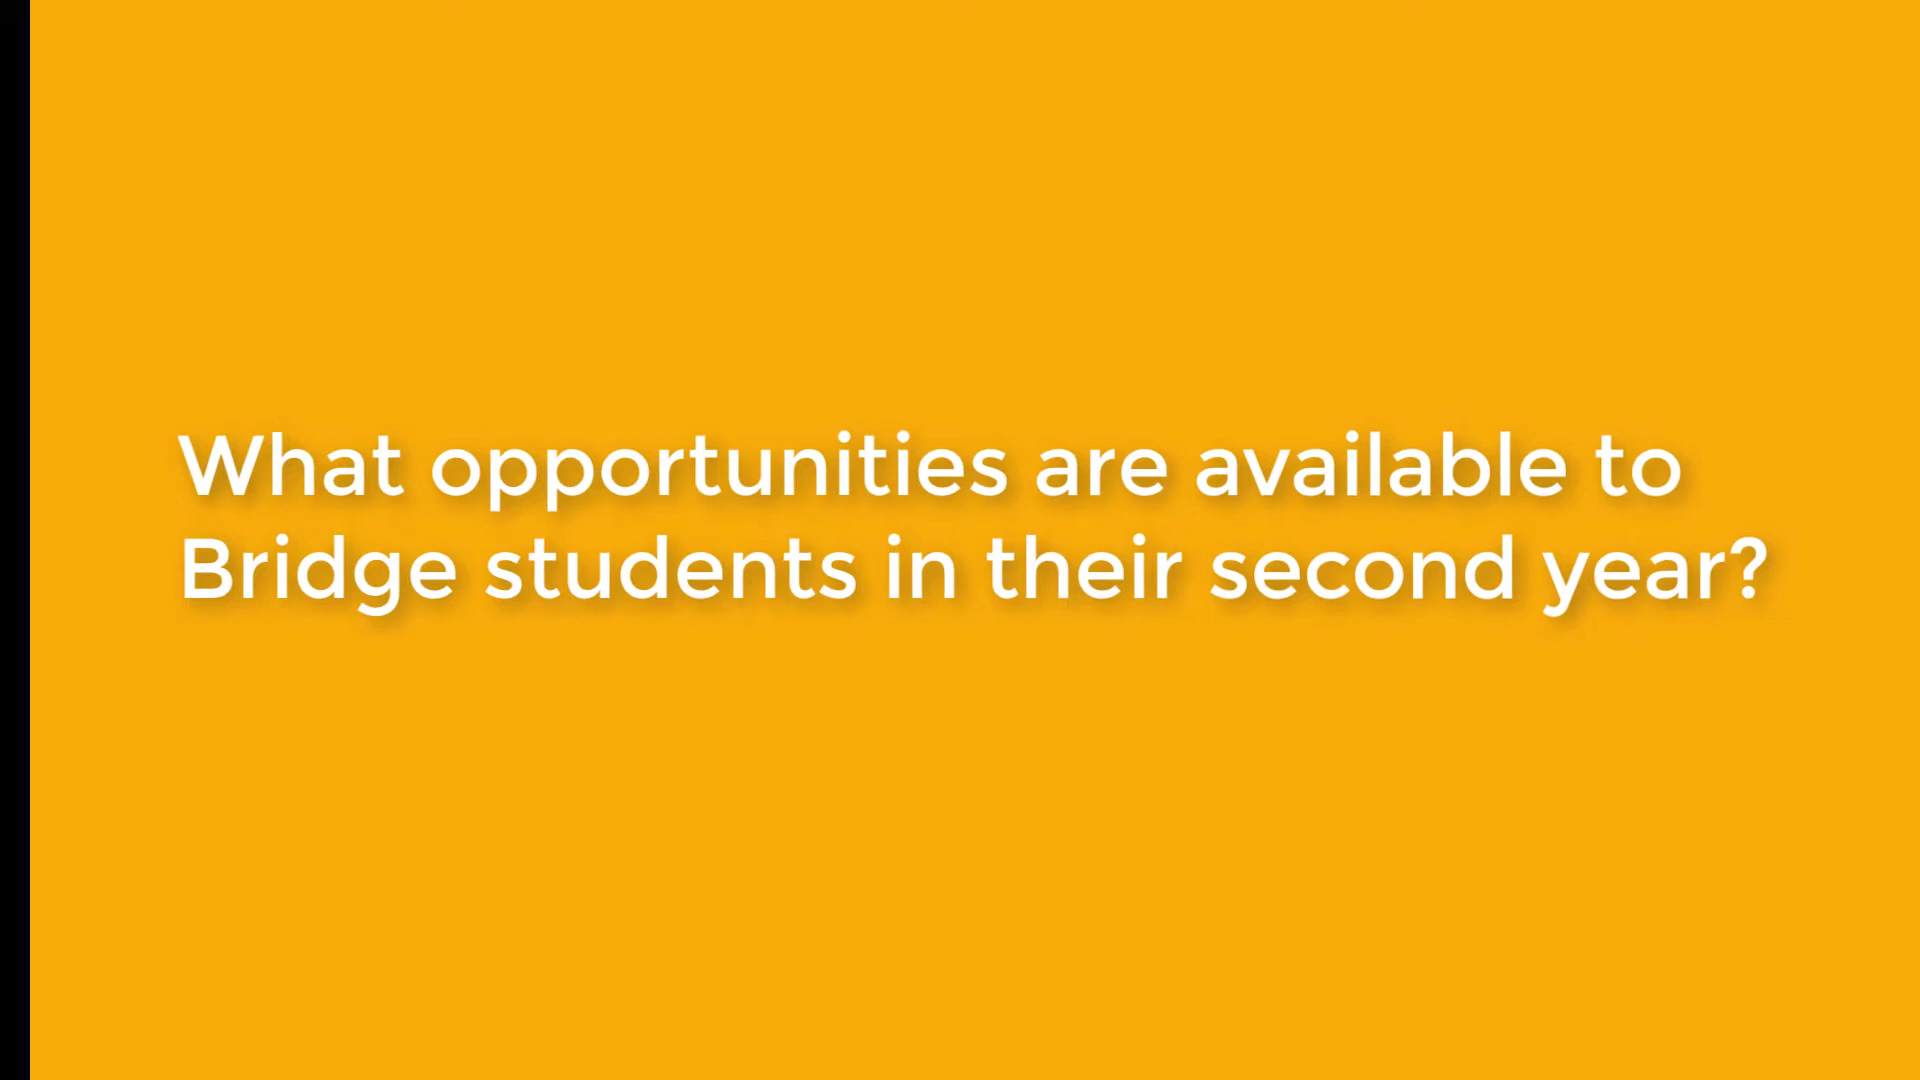 What opportunities are available to
Bridge students in their second year?